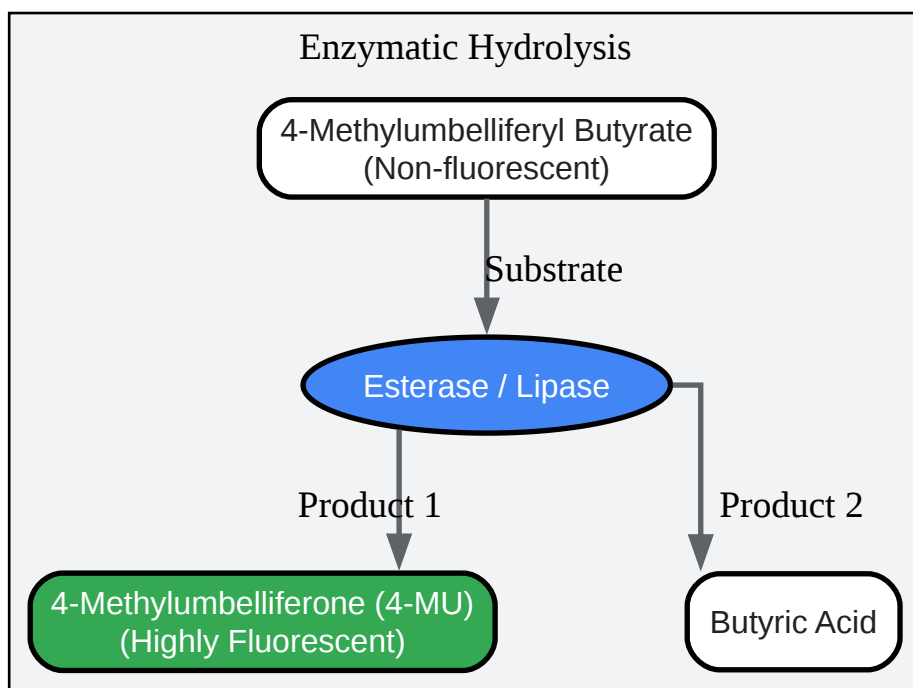 Enzymatic Hydrolysis
4-Methylumbelliferyl Butyrate
(Non-fluorescent)
Substrate
Esterase / Lipase
Product 1
Product 2
4-Methylumbelliferone (4-MU)
(Highly Fluorescent)
Butyric Acid